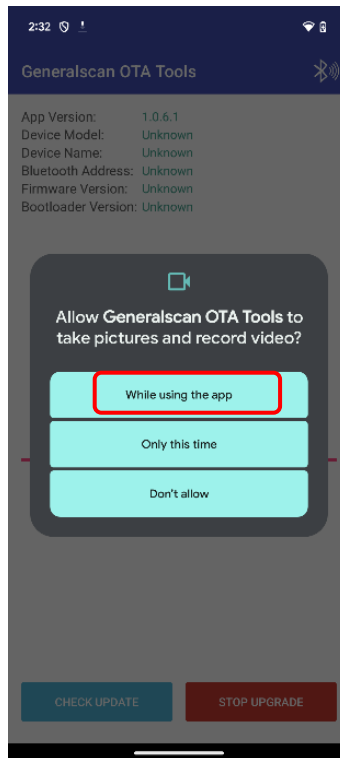 2:32
Generalscan OTA Tools
App Version: 1.0.6.1
Device Model: Unknown
Device Name: Unknown
Bluetooth Address: Unknown
Firmware Version: Unknown
Bootloader Version: Unknown
Allow Generalscan OTA Tools to
take pictures and record video?
While using the app
Only this time
Don't allow
CHECK UPDATE
STOP UPGRADE